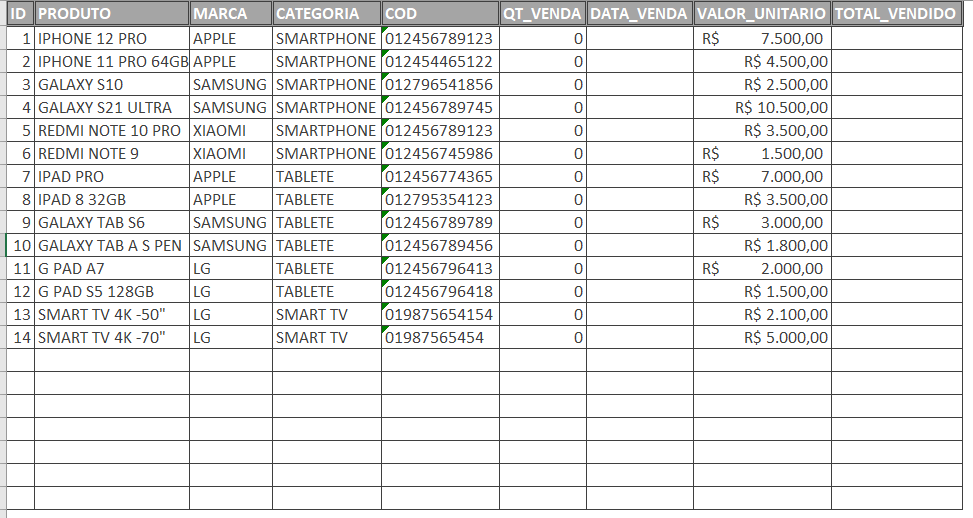 ID PRODUTO MARCA CATEGORIA COD QT_VENDA DATA_VENDA VALOR_UNITARIO TOTAL_VENDIDO
1 IPHONE 12 PRO APPLE SMARTPHONE 012456789123 0 R$ 7.500,00
2 IPHONE 11 PRO 64GB APPLE SMARTPHONE 012454465122 0 R$ 4.500,00
3 GALAXY S10 SAMSUNG SMARTPHONE 012796541856 0 R$ 2.500,00
4 GALAXY S21 ULTRA SAMSUNG SMARTPHONE 012456789745 0 R$ 10.500,00
5 REDMI NOTE 10 PRO XIAOMI SMARTPHONE 012456789123 0 R$ 3.500,00
6 REDMI NOTE 9 XIAOMI SMARTPHONE 012456745986 0 R$ 1.500,00
7 IPAD PRO APPLE TABLETE 012456774365 0 R$ 7.000,00
8 IPAD 8 32GB APPLE TABLETE 012795354123 0 R$ 3.500,00
9 GALAXY TAB S6 SAMSUNG TABLETE 012456789789 0 R$ 3.000,00
10 GALAXY TAB A S PEN SAMSUNG TABLETE 012456789456 0 R$ 1.800,00
11 G PAD A7 LG TABLETE 012456796413 0 R$ 2.000,00
12 G PAD S5 128GB LG TABLETE 012456796418 0 R$ 1.500,00
13 SMART TV 4K -50" LG SMART TV 019875654154 0 R$ 2.100,00
14 SMART TV 4K -70" LG SMART TV 01987565454 0 R$ 5.000,00